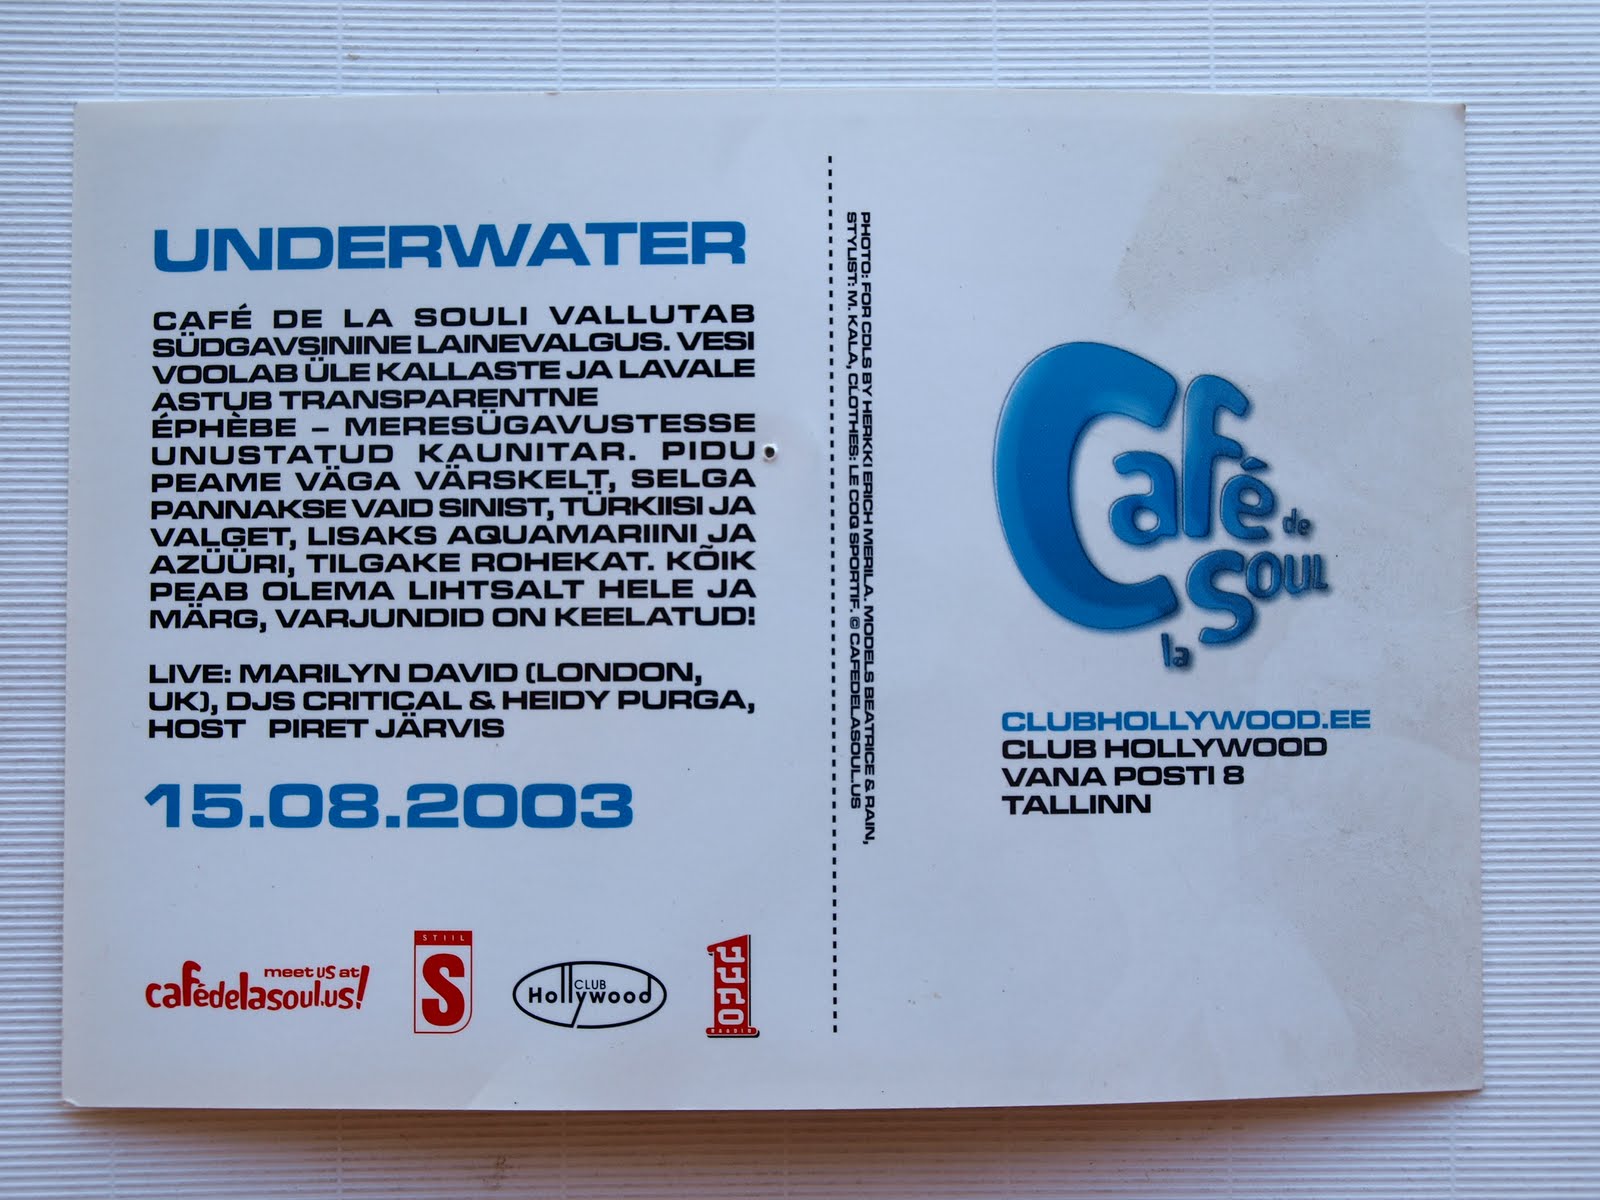 UNDERWATER
CAFÉ DE LA SOULI VALLUTAB
SÜDGAVSININE LAINEVALGUS. VESI
VOOLAB ÜLE KALLASTE JA LAVALE
ASTUB TRANSPARENTNE
ÉPHÈBE – MERESÜGAVUSTESSE
UNUSTATUD KAUNITAR. PIDU
PEAME VÄGA VÄRSKELT, SELGA
PANNAKSE VAID SINIST, TÜRKIISI JA
VALGET, LISAKS AQUAMARIINI JA
AZÜÜRI, TILGAKE ROHEKAT. KÕIK
PEAB OLEMA LIHTSALT HELE JA
MÄRG, VARJUNDID ON KEELATUD!
LIVE: MARILYN DAVID (LONDON,
UK), DJS CRITICAL & HEIDY PURGA,
HOST PIRET JÄRVIS
15.08.2003
meet us at
cafédelasoul.us!
STIIL
S
CLUB
Hollywood
UUNO
RAADIO
PHOTO: FOR CDLS BY HERKKI ERICH MERILA. MODELS BEATRICE & RAIN,
STYLIST: M. KALA, CLOTHES: LE COQ SPORTIF. © CAFEDELASOUL.US
Café
de
la
SOUL
CLUBHOLLYWOOD.EE
CLUB HOLLYWOOD
VANA POSTI 8
TALLINN